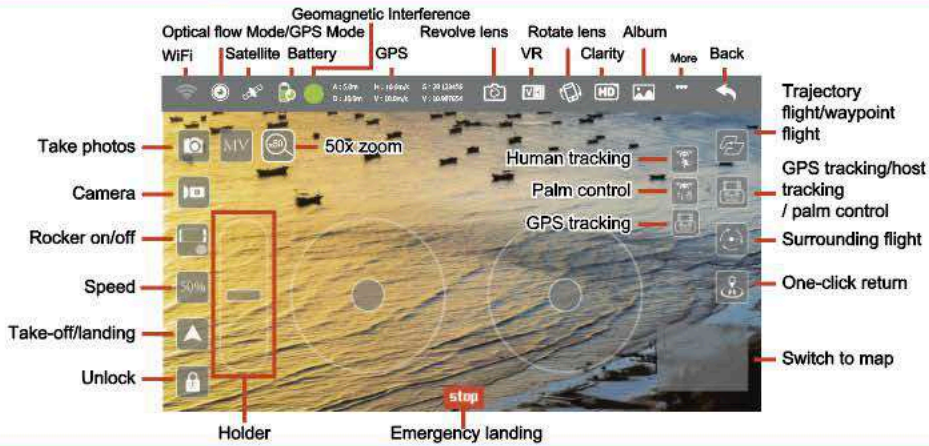 Geomagnetic Interference
Optical flow Mode/GPS Mode
Revolve lens
Rotate lens
Album
WiFi
Satellite
Battery
GPS
VR
Clarity
More
Back
HD
Take photos
MV
x50
50x zoom
Human tracking
Trajectory
flight/waypoint
flight
Camera
Palm control
GPS tracking/host
tracking
/ palm control
Rocker on/off
GPS tracking
Surrounding flight
Speed
50%
One-click return
Take-off/landing
Switch to map
Unlock
stop
Holder
Emergency landing